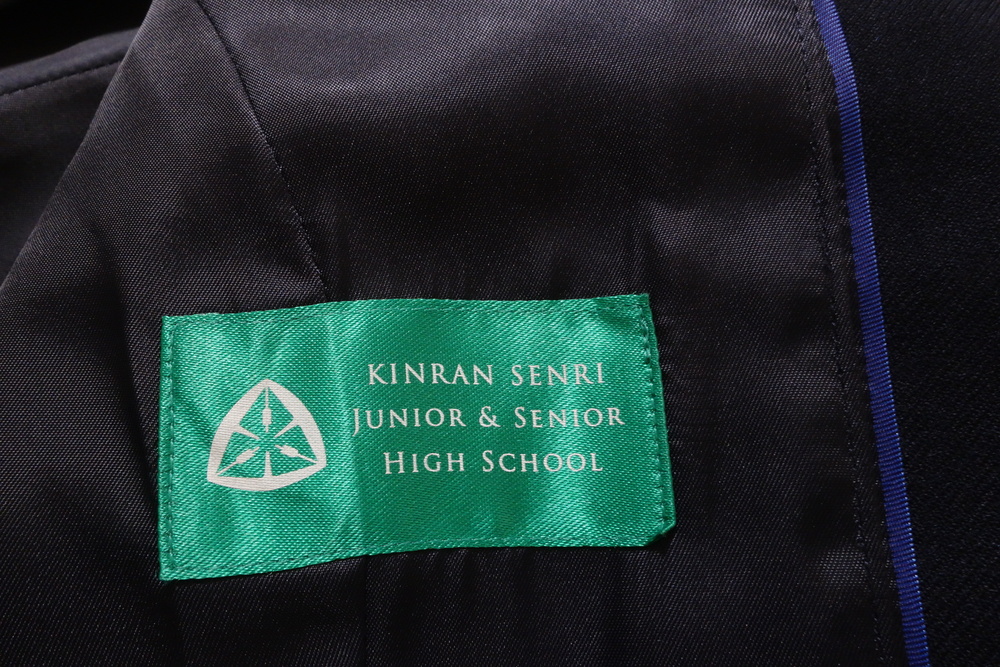 KINRAN SENRI
JUNIOR & SENIOR
HIGH SCHOOL